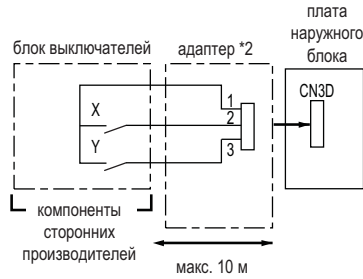 плата
наружного
блока
блок выключателей
адаптер *2
CN3D
X
1
2
Y
3
компоненты
сторонних
производителей
макс. 10 м